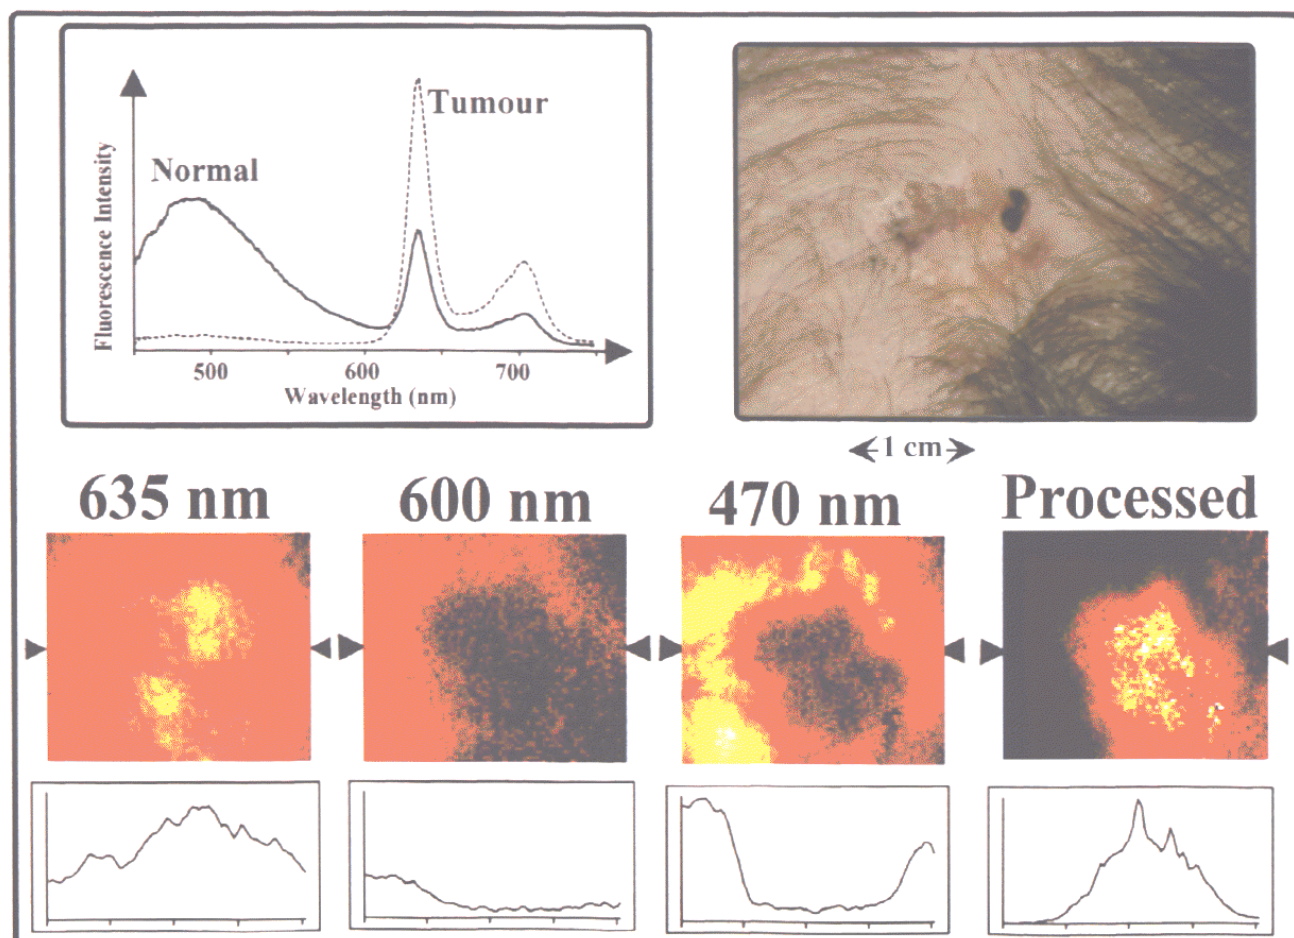 Tumour
Normal
Fluorescence Intensity
500 600 700
Wavelength (nm)
1 cm
635 nm 600 nm 470 nm Processed